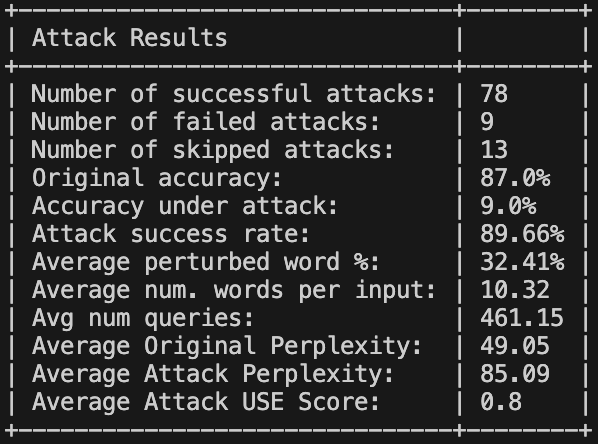 Attack Results
Number of successful attacks: 78
Number of failed attacks: 9
Number of skipped attacks: 13
Original accuracy: 87.0%
Accuracy under attack: 9.0%
Attack success rate: 89.66%
Average perturbed word %: 32.41%
Average num. words per input: 10.32
Avg num queries: 461.15
Average Original Perplexity: 49.05
Average Attack Perplexity: 85.09
Average Attack USE Score: 0.8